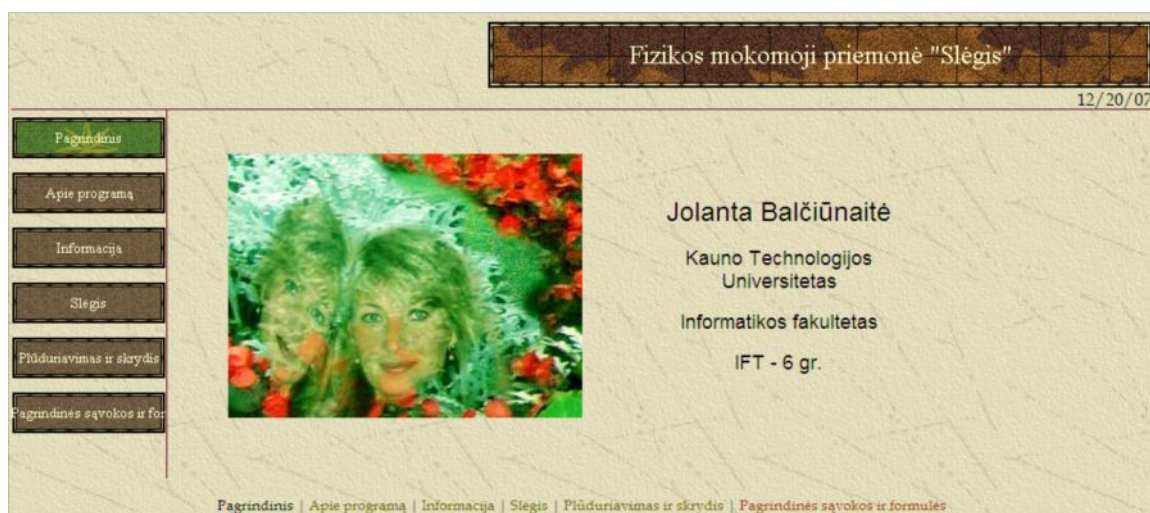 Fizikos mokomoji priemonė "Slėgis"
12/20/07
Pagrindinis
Apie programą
Informacija
Slėgis
Plūduriavimas ir skrydis
Pagrindinės sąvokos ir for
Jolanta Balčiūnaitė
Kauno Technologijos
Universitetas
Informatikos fakultetas
IFT - 6 gr.
Pagrindinis | Apie programą | Informacija | Slėgis | Plūduriavimas ir skrydis | Pagrindinės sąvokos ir formulės